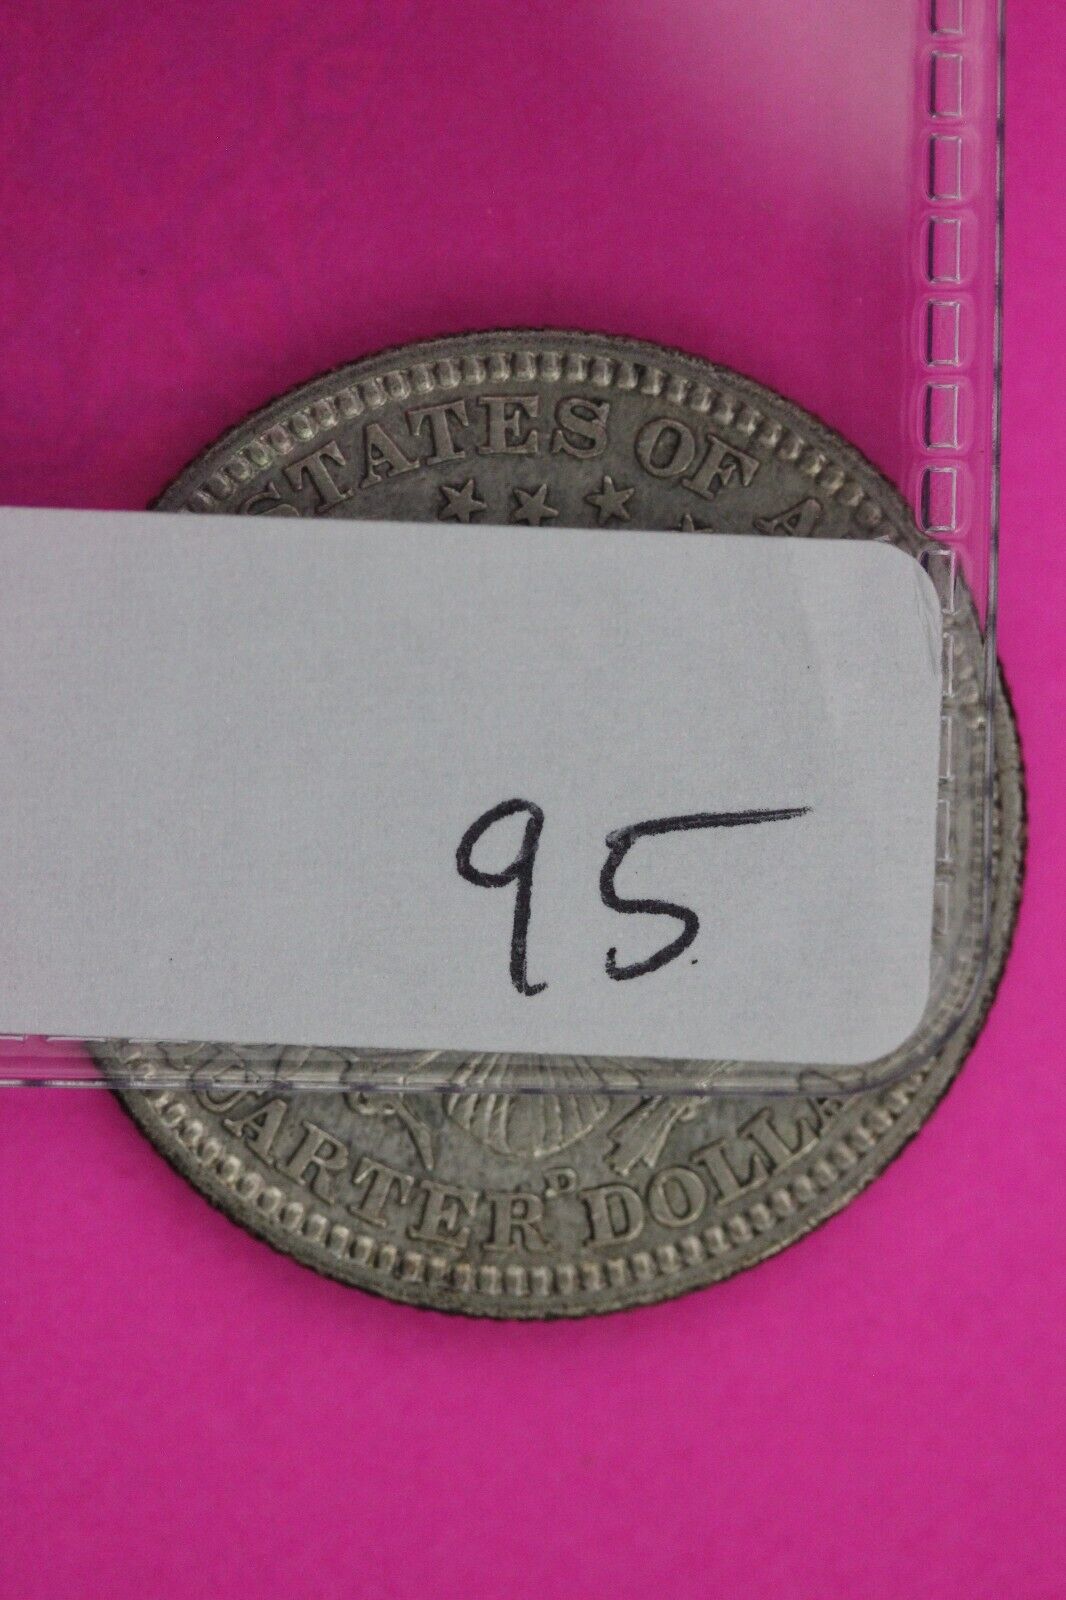 STATES OF A
95
D
QUARTER DOLLA